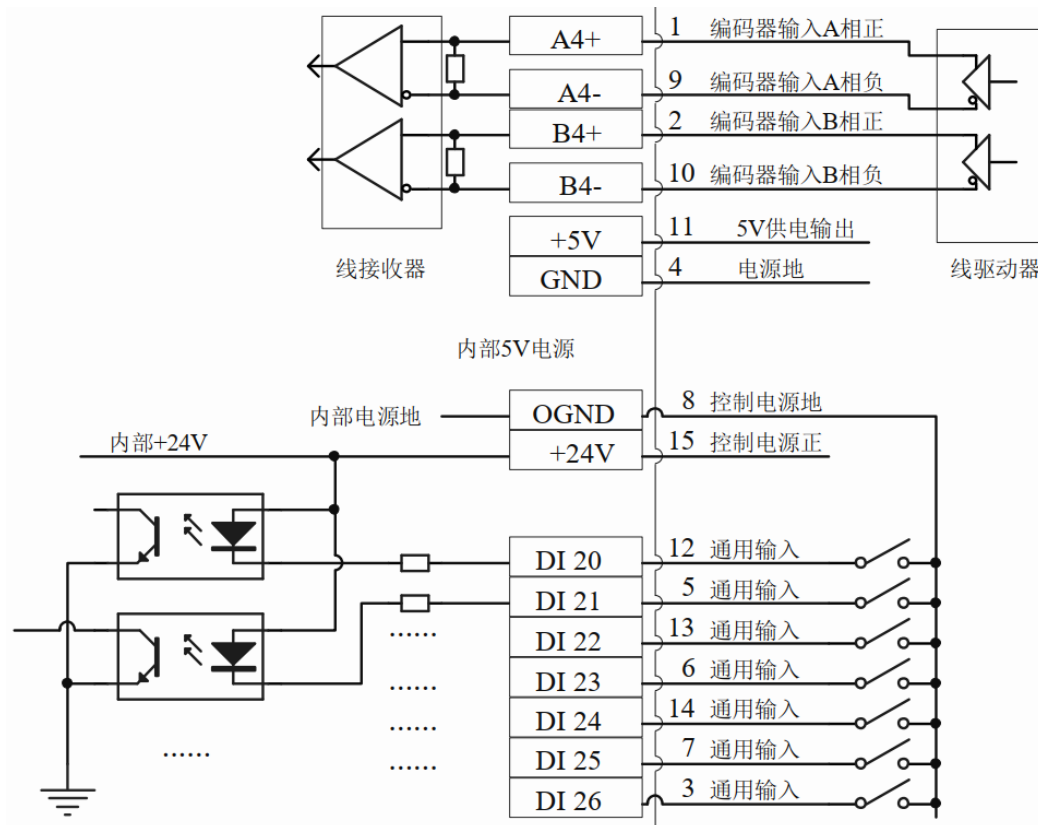 A4+ 1 编码器输入A相正
A4- 9 编码器输入A相负
B4+ 2 编码器输入B相正
B4- 10 编码器输入B相负
+5V 11 5V供电输出
线接收器 GND 4 电源地 线驱动器
内部5V电源
内部电源地 OGND 8 控制电源地
内部+24V +24V 15 控制电源正
DI 20 12 通用输入
DI 21 5 通用输入
...... DI 22 13 通用输入
...... DI 23 6 通用输入
...... DI 24 14 通用输入
...... ...... DI 25 7 通用输入
DI 26 3 通用输入